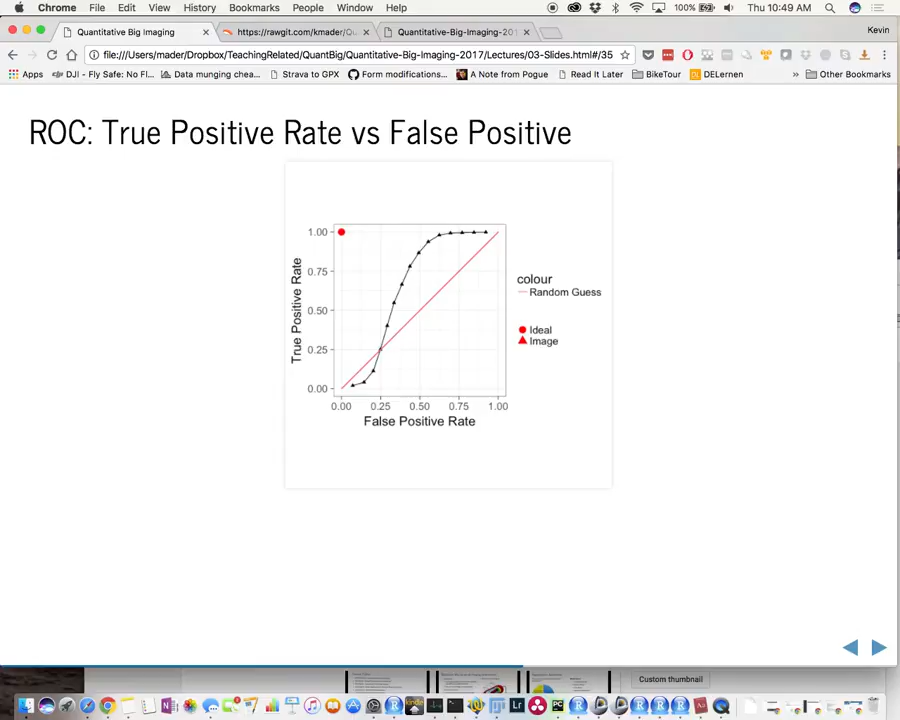 Chrome File Edit View History Bookmarks People Window Help 100% Thu 10:49 AM
Quantitative Big Imaging https://rawgit.com/kmader/Qu Quantitative-Big-Imaging-201 Kevin
file:///Users/mader/Dropbox/TeachingRelated/QuantBig/Quantitative-Big-Imaging-2017/Lectures/03-Slides.html#/35
Apps DJI - Fly Safe: No Fl... Data munging chea... Strava to GPX Form modifications... A Note from Pogue Read It Later BikeTour DELernen » Other Bookmarks
ROC: True Positive Rate vs False Positive
True Positive Rate
1.00
0.75
0.50
0.25
0.00
0.00 0.25 0.50 0.75 1.00
False Positive Rate
colour
Random Guess
Ideal
Image
Custom thumbnail